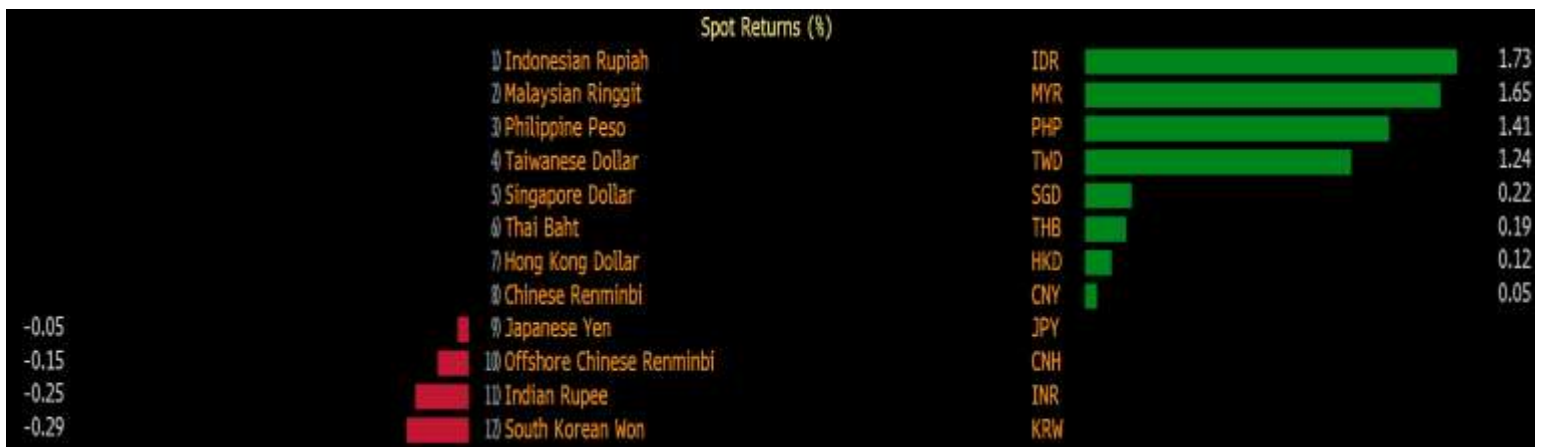 Spot Returns (%)
1) Indonesian Rupiah IDR 1.73
2) Malaysian Ringgit MYR 1.65
3) Philippine Peso PHP 1.41
4) Taiwanese Dollar TWD 1.24
5) Singapore Dollar SGD 0.22
6) Thai Baht THB 0.19
7) Hong Kong Dollar HKD 0.12
8) Chinese Renminbi CNY 0.05
-0.05 9) Japanese Yen JPY
-0.15 10) Offshore Chinese Renminbi CNH
-0.25 11) Indian Rupee INR
-0.29 12) South Korean Won KRW